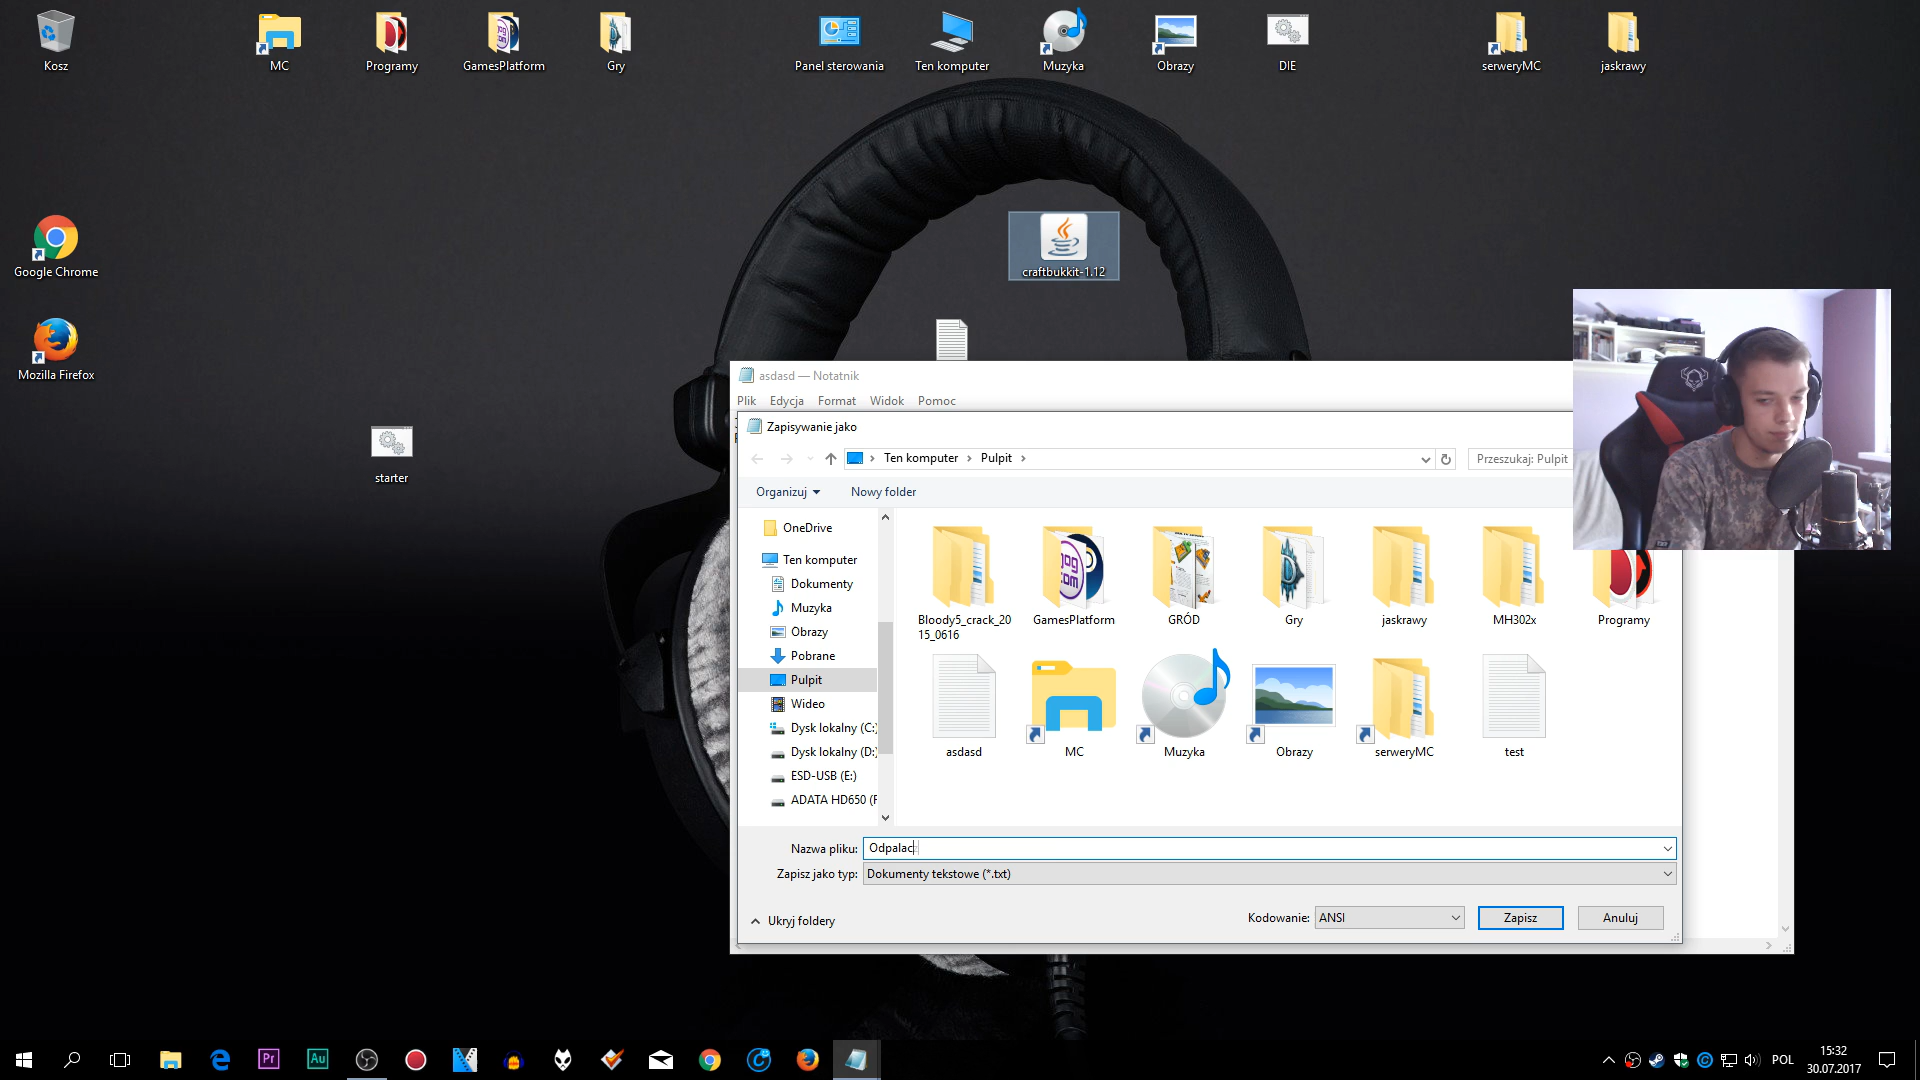 Kosz
MC
Programy
GamesPlatform
Gry
Panel sterowania
Ten komputer
Muzyka
Obrazy
DIE
serweryMC
jaskrawy
Google Chrome
craftbukkit-1.12
Mozilla Firefox
starter
asdasd — Notatnik
Plik Edycja Format Widok Pomoc
Zapisywanie jako
Ten komputer > Pulpit >
Przeszukaj: Pulpit
Organizuj
Nowy folder
OneDrive
Ten komputer
Dokumenty
Muzyka
Obrazy
Pobrane
Pulpit
Wideo
Dysk lokalny (C:)
Dysk lokalny (D:)
ESD-USB (E:)
ADATA HD650 (F
Bloody5_crack_20
15_0616
GamesPlatform
GRÓD
Gry
jaskrawy
MH302x
Programy
asdasd
MC
Muzyka
Obrazy
serweryMC
test
Nazwa pliku: Odpalac
Zapisz jako typ: Dokumenty tekstowe (*.txt)
Ukryj foldery
Kodowanie: ANSI
Zapisz
Anuluj
Pr
Au
POL
15:32
30.07.2017